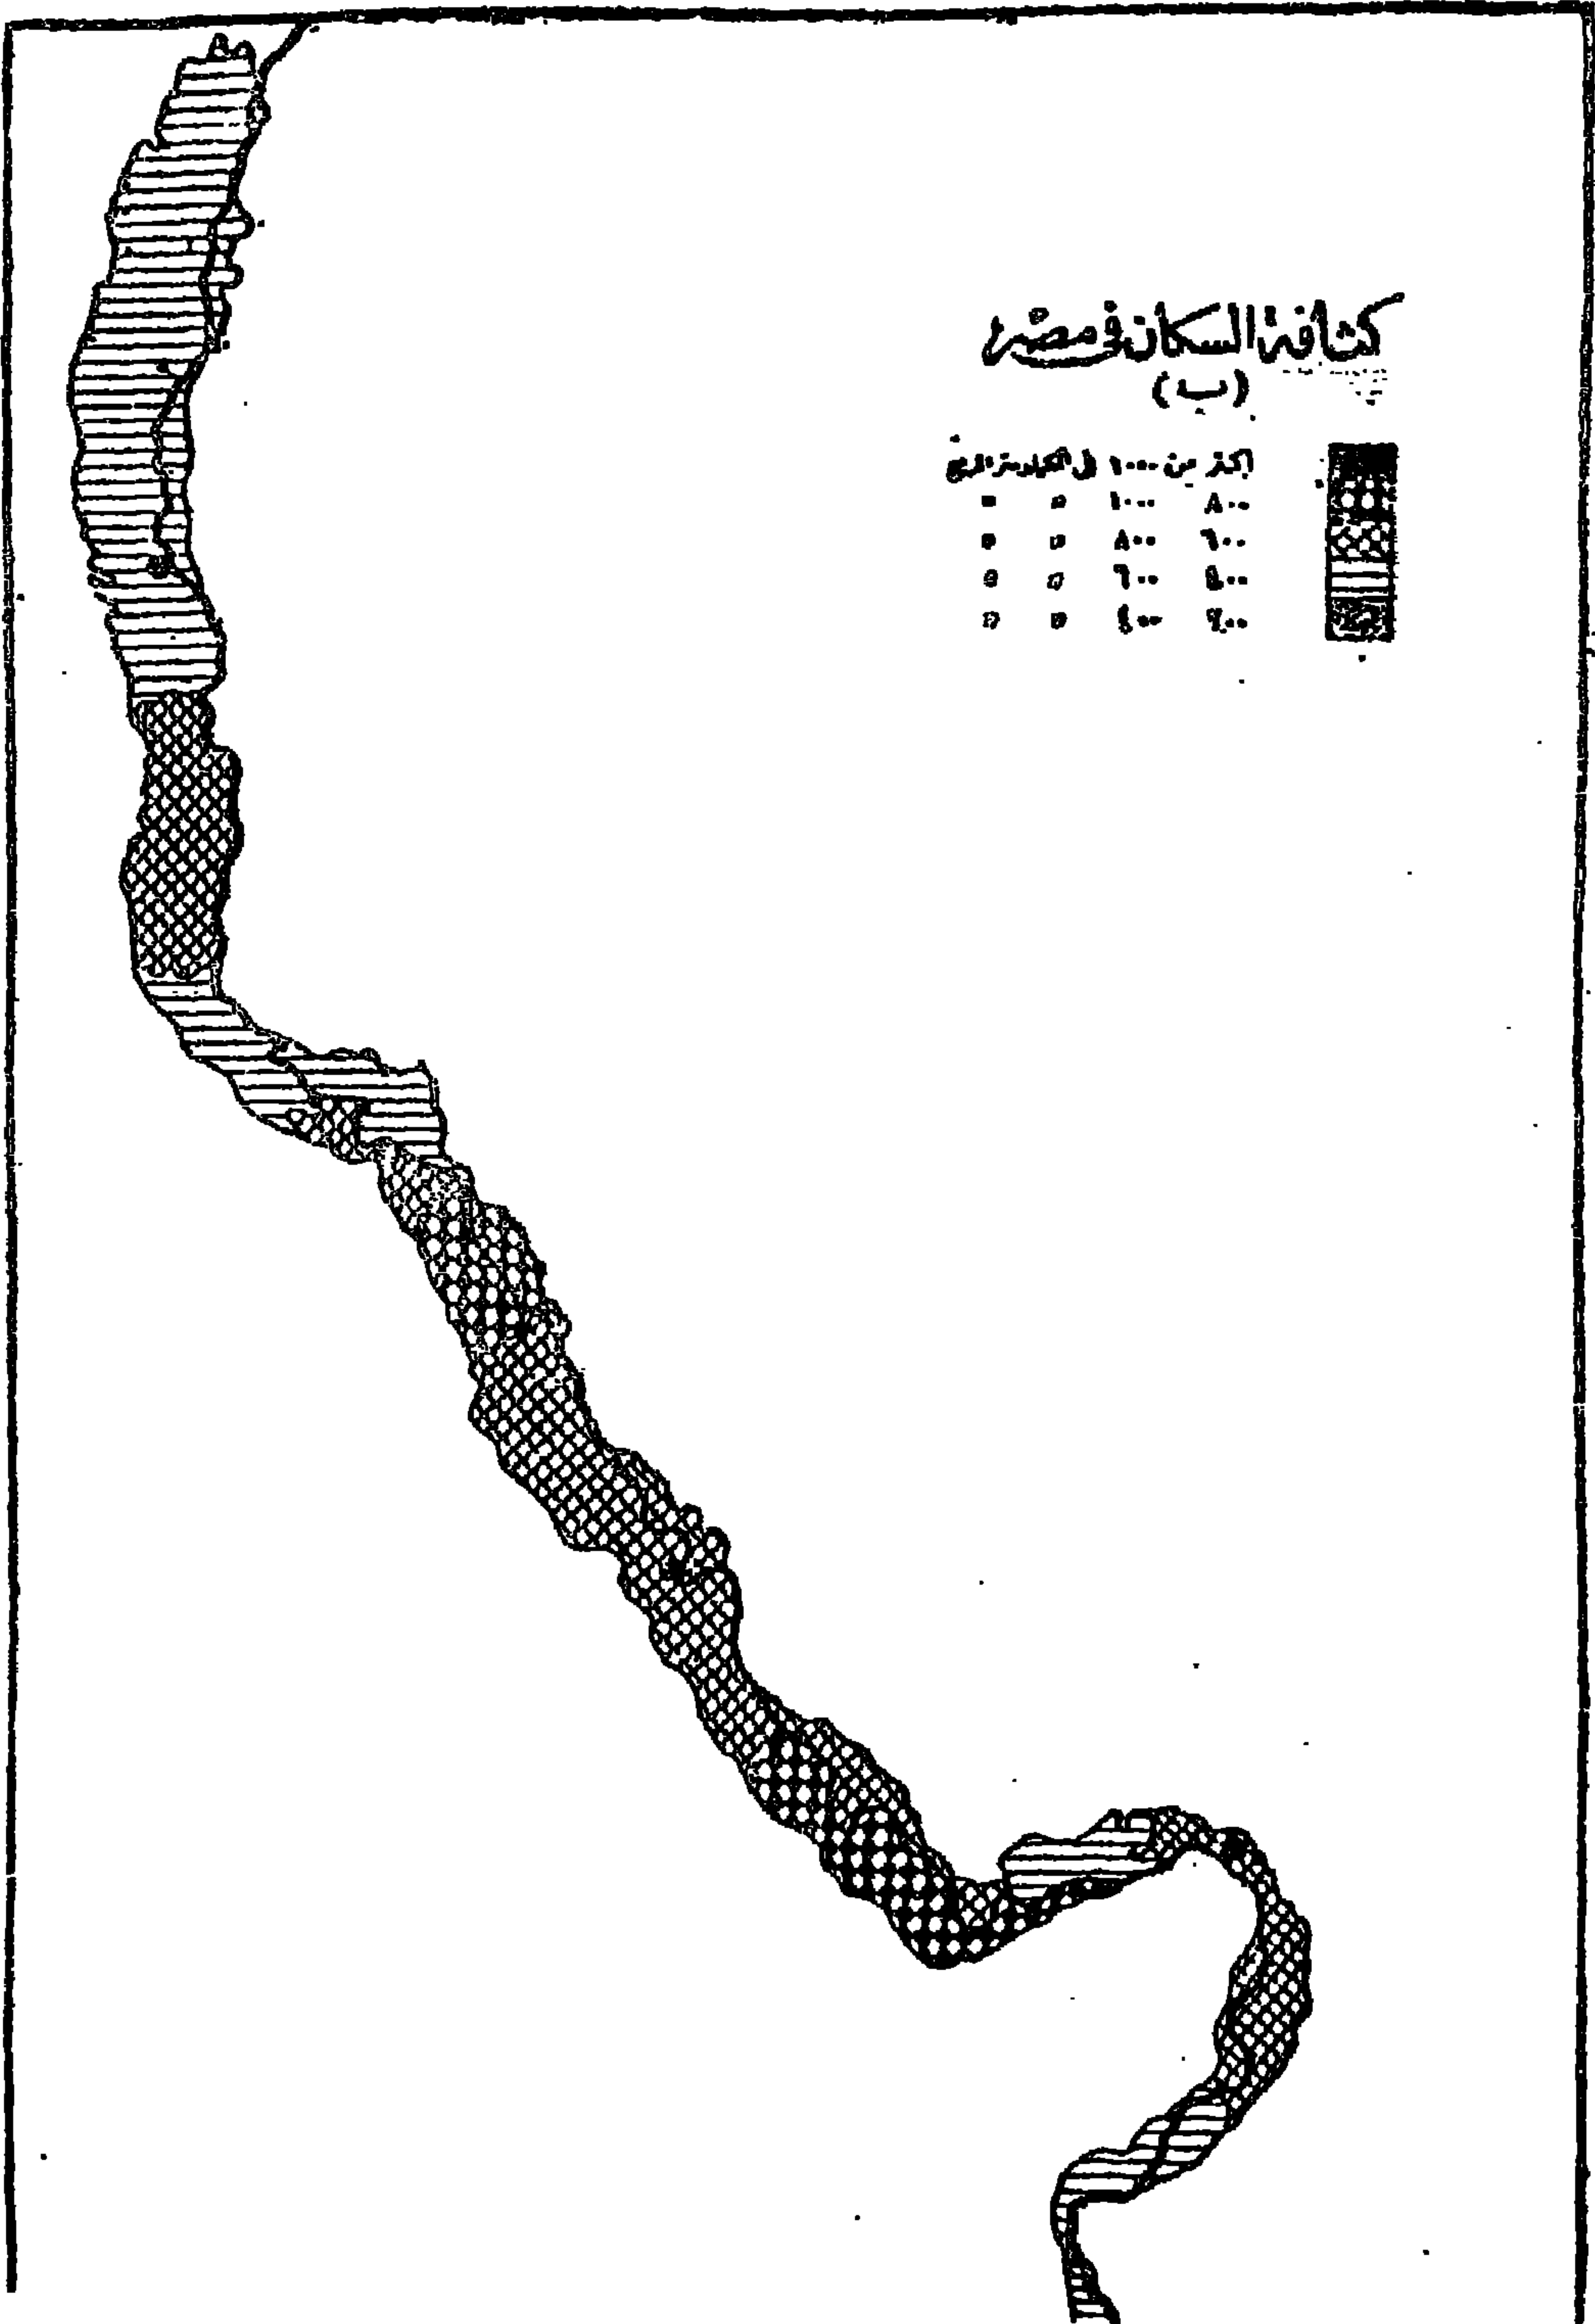 كثافة السكان في مصر
(ب)
أكثر من ١٠٠٠ في الكيلومتر المربع
٨٠٠ ١٠٠٠ " "
٦٠٠ ٨٠٠ " "
٤٠٠ ٦٠٠ " "
٢٠٠ ٤٠٠ " "